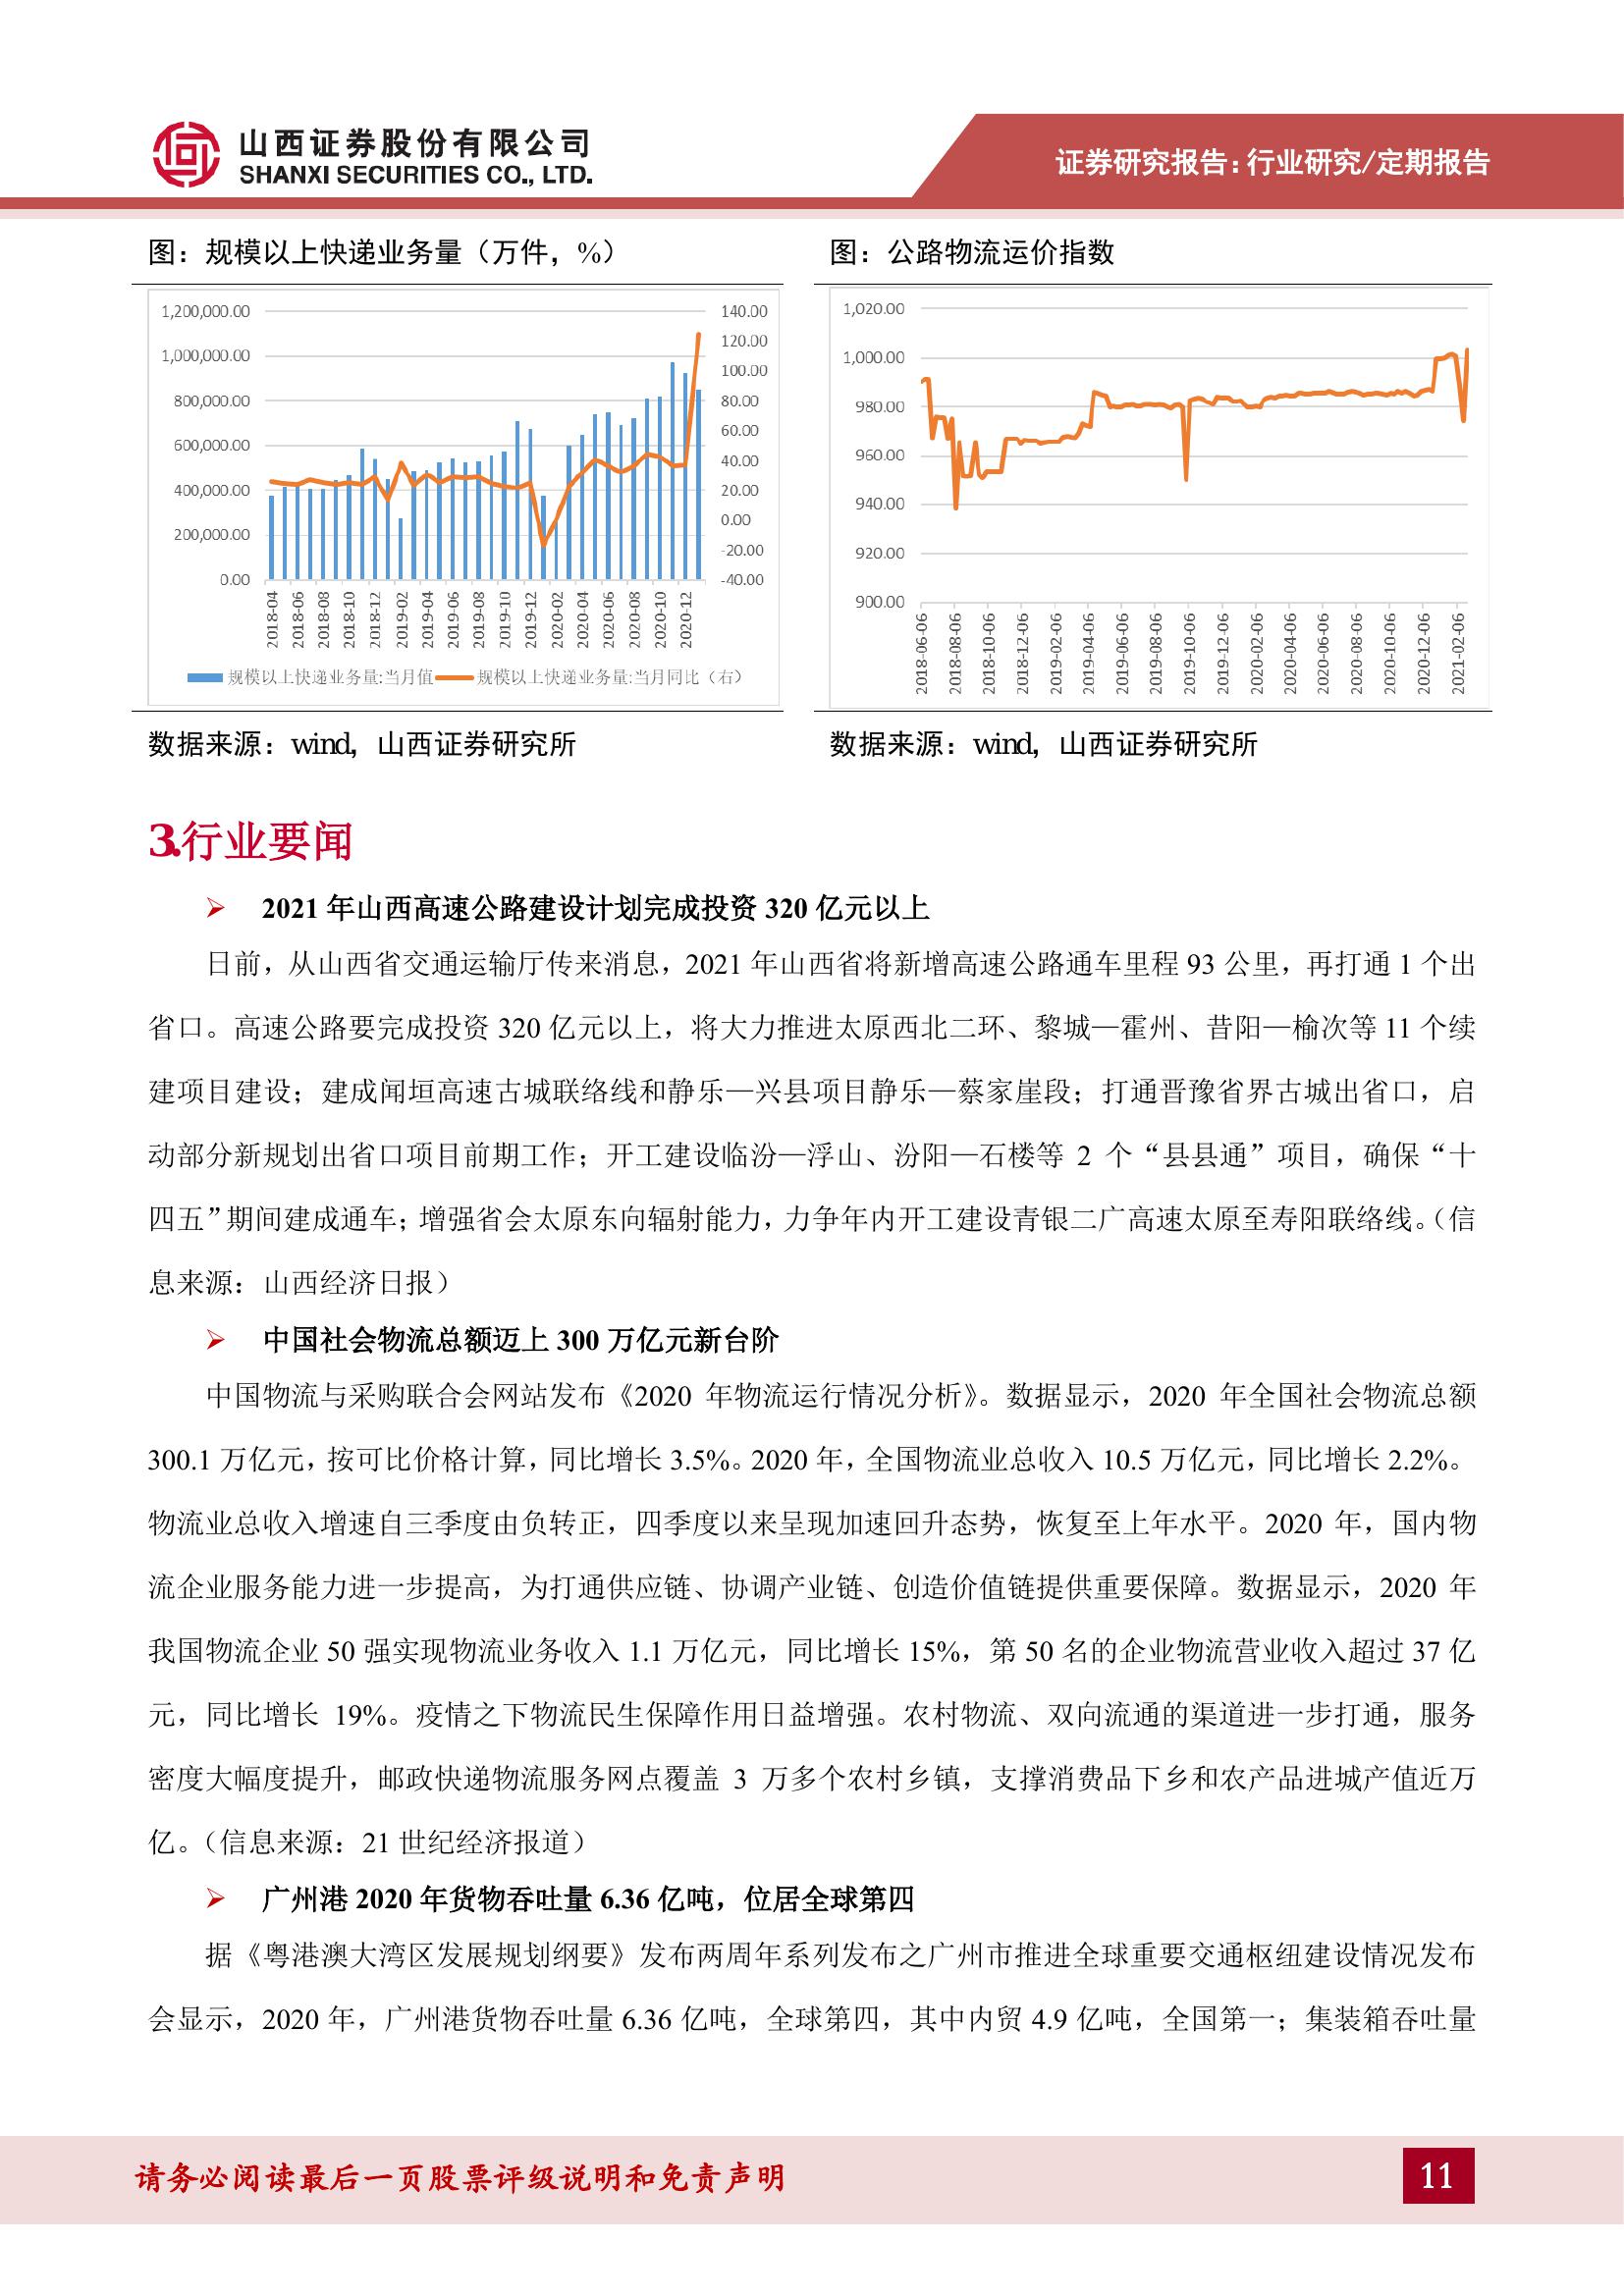 山西证券股份有限公司
SHANXI SECURITIES CO., LTD.
证券研究报告：行业研究/定期报告
图：规模以上快递业务量（万件，%）
1,200,000.00
1,000,000.00
800,000.00
600,000.00
400,000.00
200,000.00
0.00
140.00
120.00
100.00
80.00
60.00
40.00
20.00
0.00
-20.00
-40.00
2018-04
2018-06
2018-08
2018-10
2018-12
2019-02
2019-04
2019-06
2019-08
2019-10
2019-12
2020-02
2020-04
2020-06
2020-08
2020-10
2020-12
规模以上快递业务量:当月值
规模以上快递业务量:当月同比（右）
数据来源：wind，山西证券研究所
图：公路物流运价指数
1,020.00
1,000.00
980.00
960.00
940.00
920.00
900.00
2018-06-06
2018-08-06
2018-10-06
2018-12-06
2019-02-06
2019-04-06
2019-06-06
2019-08-06
2019-10-06
2019-12-06
2020-02-06
2020-04-06
2020-06-06
2020-08-06
2020-10-06
2020-12-06
2021-02-06
数据来源：wind，山西证券研究所
3.行业要闻
2021 年山西高速公路建设计划完成投资 320 亿元以上
日前，从山西省交通运输厅传来消息，2021 年山西省将新增高速公路通车里程 93 公里，再打通 1 个出
省口。高速公路要完成投资 320 亿元以上，将大力推进太原西北二环、黎城—霍州、昔阳—榆次等 11 个续
建项目建设；建成闻垣高速古城联络线和静乐—兴县项目静乐—蔡家崖段；打通晋豫省界古城出省口，启
动部分新规划出省口项目前期工作；开工建设临汾—浮山、汾阳—石楼等 2 个“县县通”项目，确保“十
四五”期间建成通车；增强省会太原东向辐射能力，力争年内开工建设青银二广高速太原至寿阳联络线。（信
息来源：山西经济日报）
中国社会物流总额迈上 300 万亿元新台阶
中国物流与采购联合会网站发布《2020 年物流运行情况分析》。数据显示，2020 年全国社会物流总额
300.1 万亿元，按可比价格计算，同比增长 3.5%。2020 年，全国物流业总收入 10.5 万亿元，同比增长 2.2%。
物流业总收入增速自三季度由负转正，四季度以来呈现加速回升态势，恢复至上年水平。2020 年，国内物
流企业服务能力进一步提高，为打通供应链、协调产业链、创造价值链提供重要保障。数据显示，2020 年
我国物流企业 50 强实现物流业务收入 1.1 万亿元，同比增长 15%，第 50 名的企业物流营业收入超过 37 亿
元，同比增长 19%。疫情之下物流民生保障作用日益增强。农村物流、双向流通的渠道进一步打通，服务
密度大幅度提升，邮政快递物流服务网点覆盖 3 万多个农村乡镇，支撑消费品下乡和农产品进城产值近万
亿。（信息来源：21 世纪经济报道）
广州港 2020 年货物吞吐量 6.36 亿吨，位居全球第四
据《粤港澳大湾区发展规划纲要》发布两周年系列发布之广州市推进全球重要交通枢纽建设情况发布
会显示，2020 年，广州港货物吞吐量 6.36 亿吨，全球第四，其中内贸 4.9 亿吨，全国第一；集装箱吞吐量
请务必阅读最后一页股票评级说明和免责声明
11